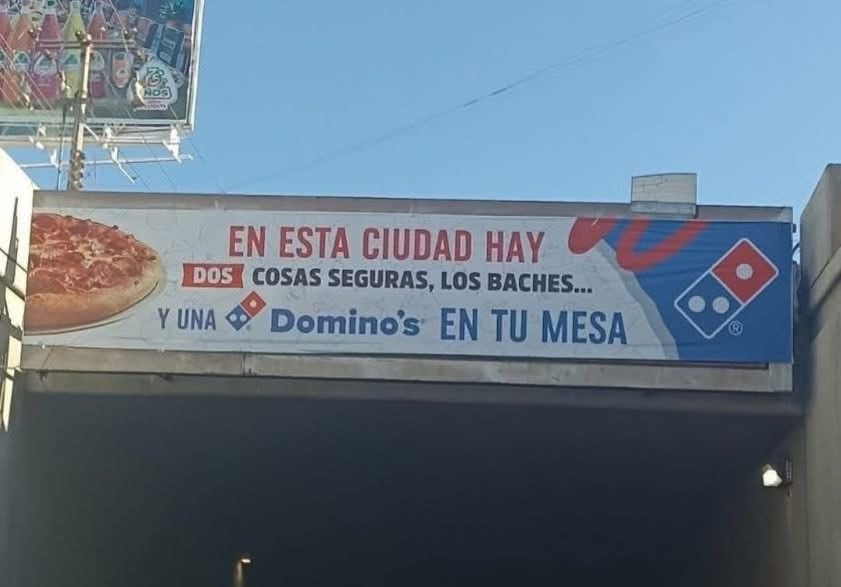 EN ESTA CIUDAD HAY
DOS COSAS SEGURAS, LOS BACHES...
Y UNA Domino's EN TU MESA
®